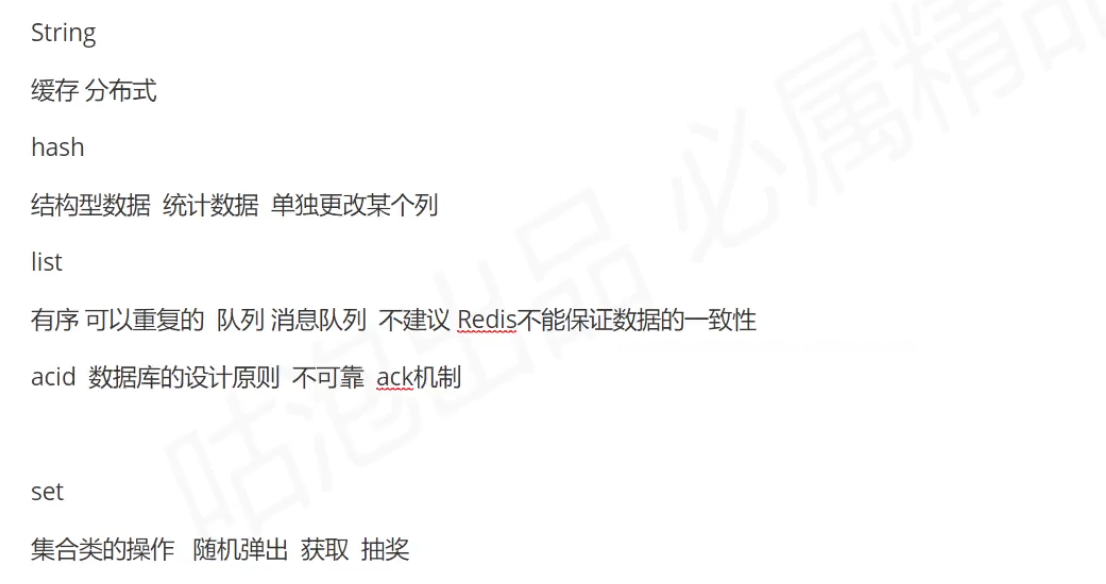 String
缓存 分布式
hash
结构型数据 统计数据 单独更改某个列
list
有序 可以重复的 队列 消息队列 不建议 Redis不能保证数据的一致性
acid 数据库的设计原则 不可靠 ack机制
set
集合类的操作 随机弹出 获取 抽奖
咕泡出品 必属精品